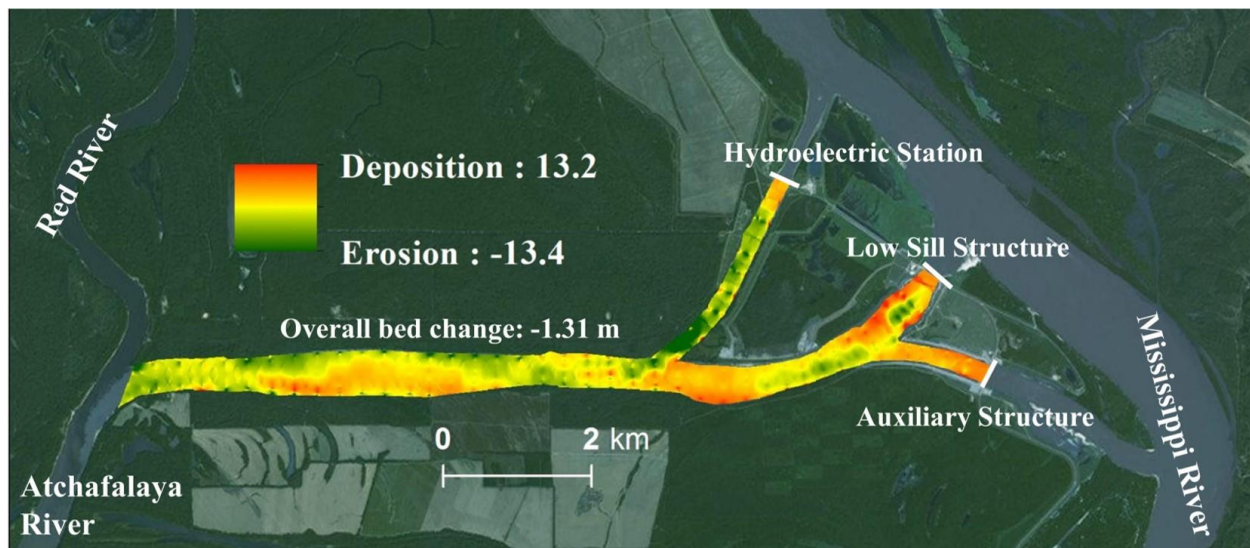 Hydroelectric Station
Deposition : 13.2
Red River
Low Sill Structure
Erosion : -13.4
Overall bed change: -1.31 m
Mississippi River
Auxiliary Structure
0 2 km
Atchafalaya
River